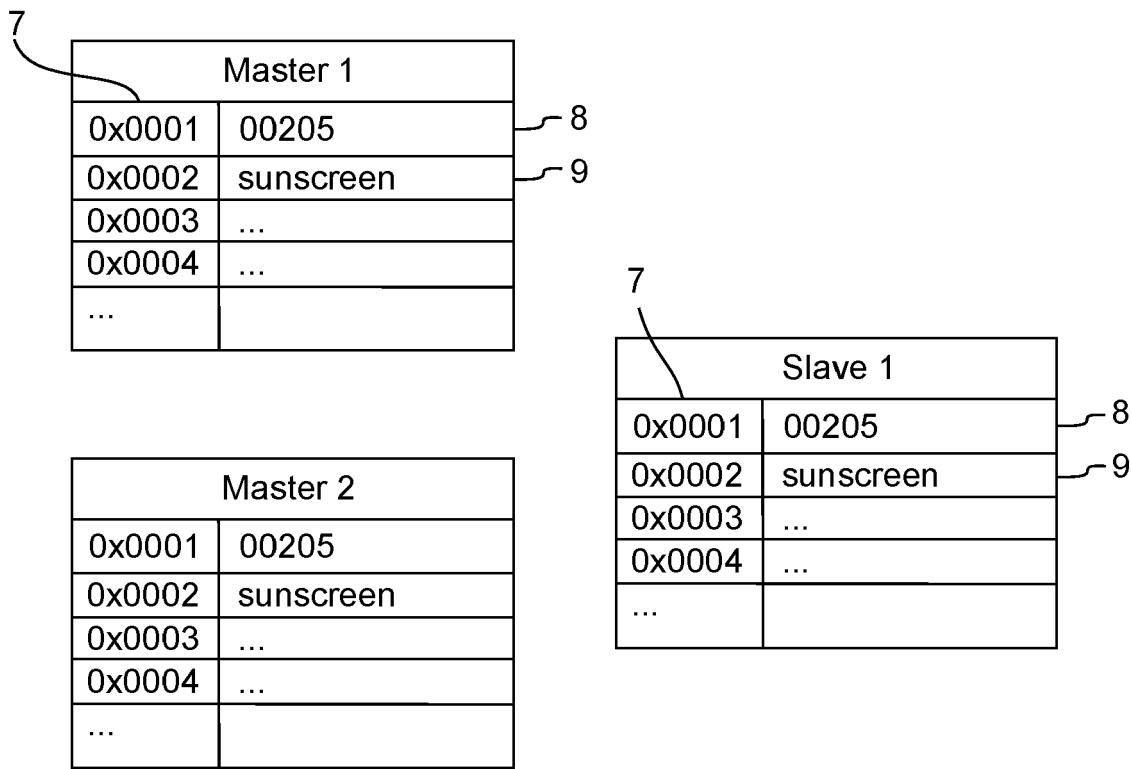 7
Master 1
0x0001 00205 8
0x0002 sunscreen 9
0x0003 ...
0x0004 ...
...
7
Slave 1
0x0001 00205 8
0x0002 sunscreen 9
0x0003 ...
0x0004 ...
...
Master 2
0x0001 00205
0x0002 sunscreen
0x0003 ...
0x0004 ...
...